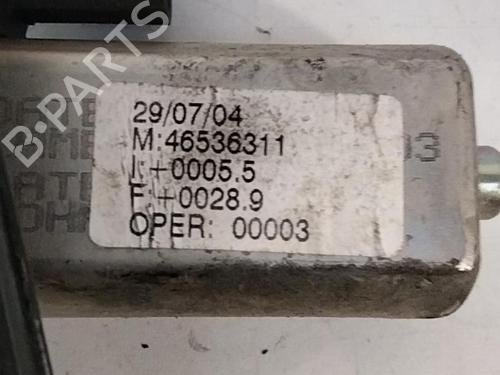 29/07/04
M:46536311
I:+0005.5
F:+0028.9
OPER: 00003
B-PARTS